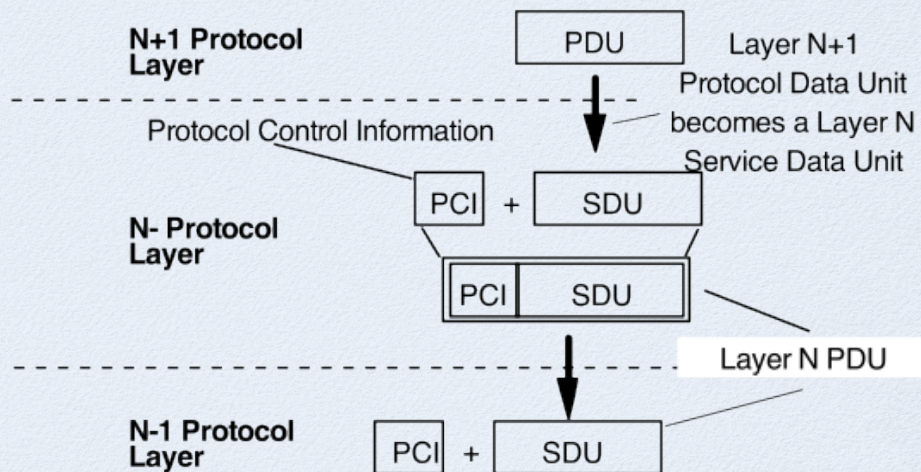 N+1 Protocol
Layer
PDU
Layer N+1
Protocol Data Unit
becomes a Layer N
Service Data Unit
Protocol Control Information
PCI + SDU
N- Protocol
Layer
PCI SDU
Layer N PDU
N-1 Protocol
Layer
PCI + SDU